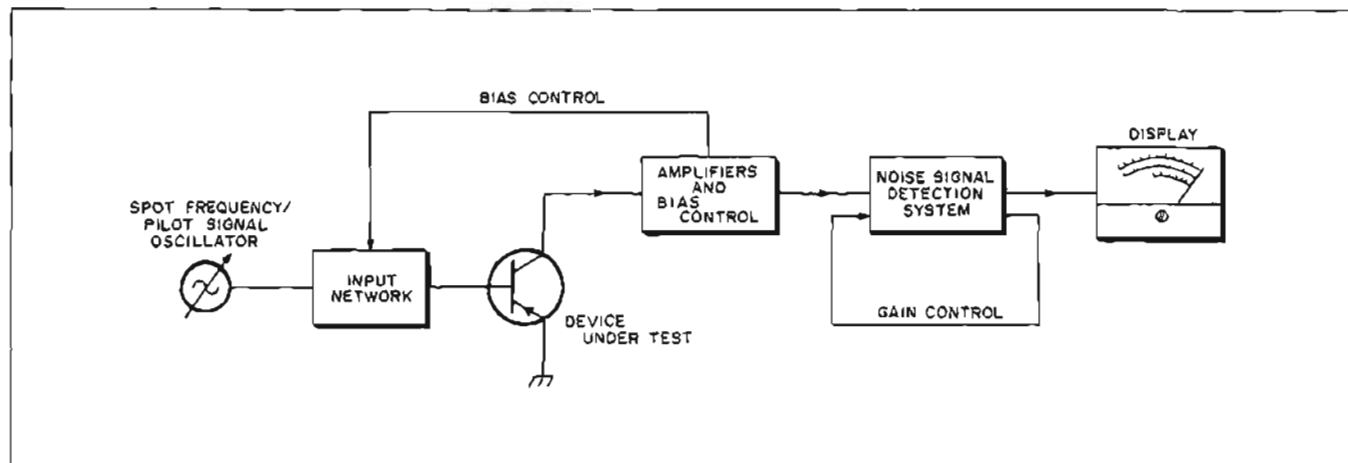 BIAS CONTROL
SPOT FREQUENCY/
PILOT SIGNAL
OSCILLATOR
INPUT
NETWORK
DEVICE
UNDER TEST
AMPLIFIERS
AND
BIAS
CONTROL
NOISE SIGNAL
DETECTION
SYSTEM
GAIN CONTROL
DISPLAY